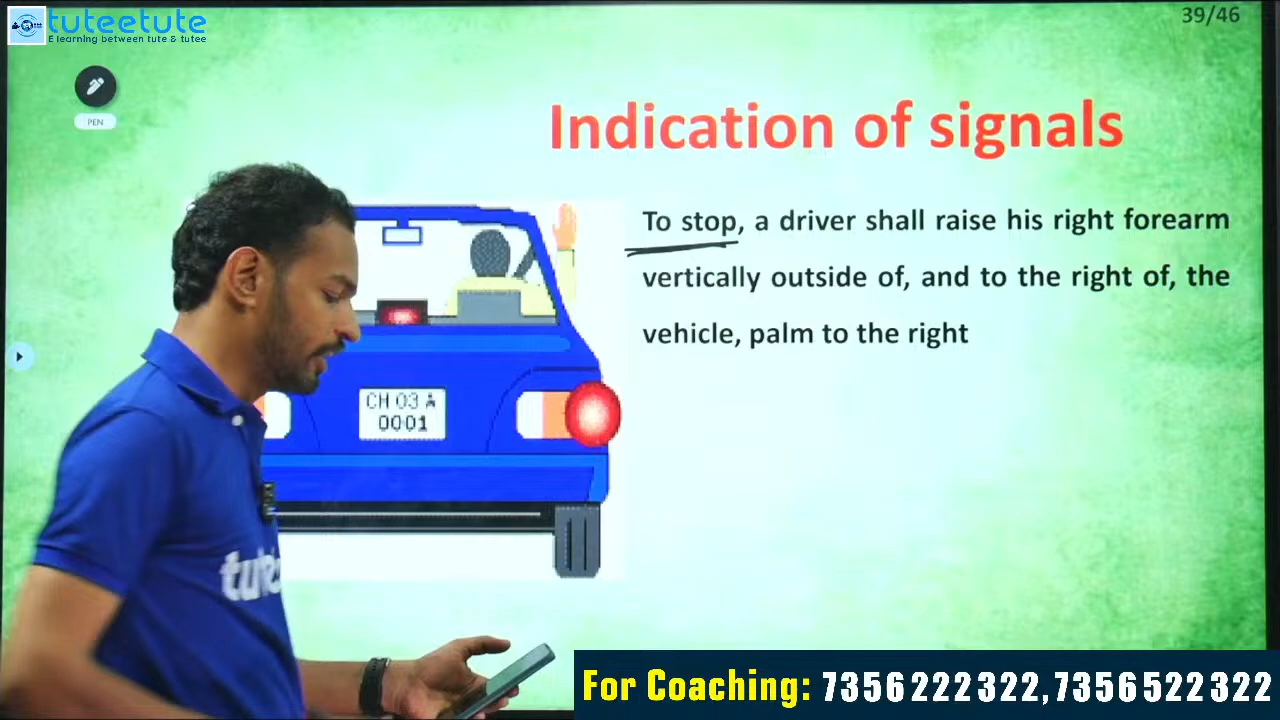 tuteetute
E learning between tute & tutee
39/46
PEN
Indication of signals
To stop, a driver shall raise his right forearm
vertically outside of, and to the right of, the
vehicle, palm to the right
CH 03 A
0001
For Coaching: 7356222322,7356522322